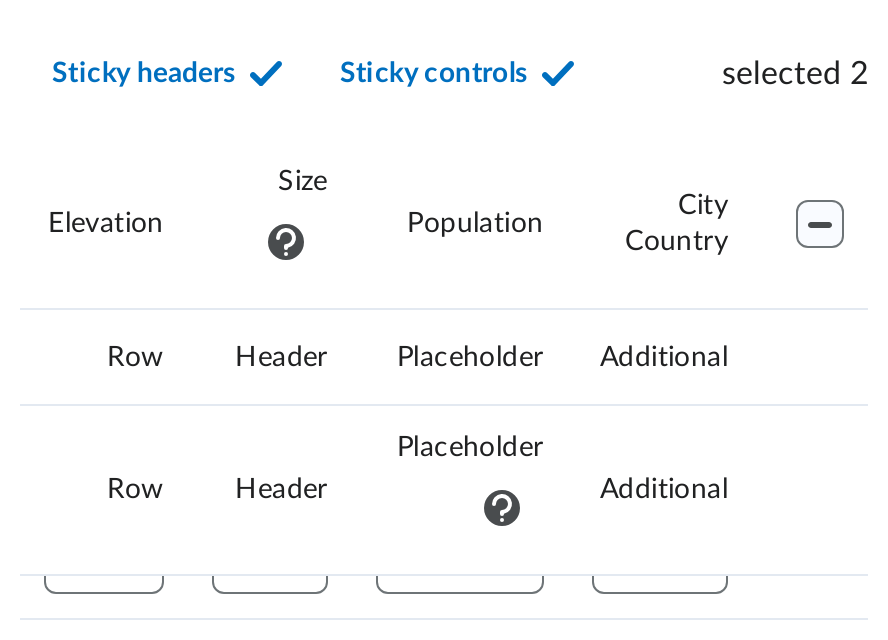 Sticky headers
Sticky controls
selected 2
Elevation
Size
Population
City
Country
Row
Header
Placeholder
Additional
Row
Header
Placeholder
Additional